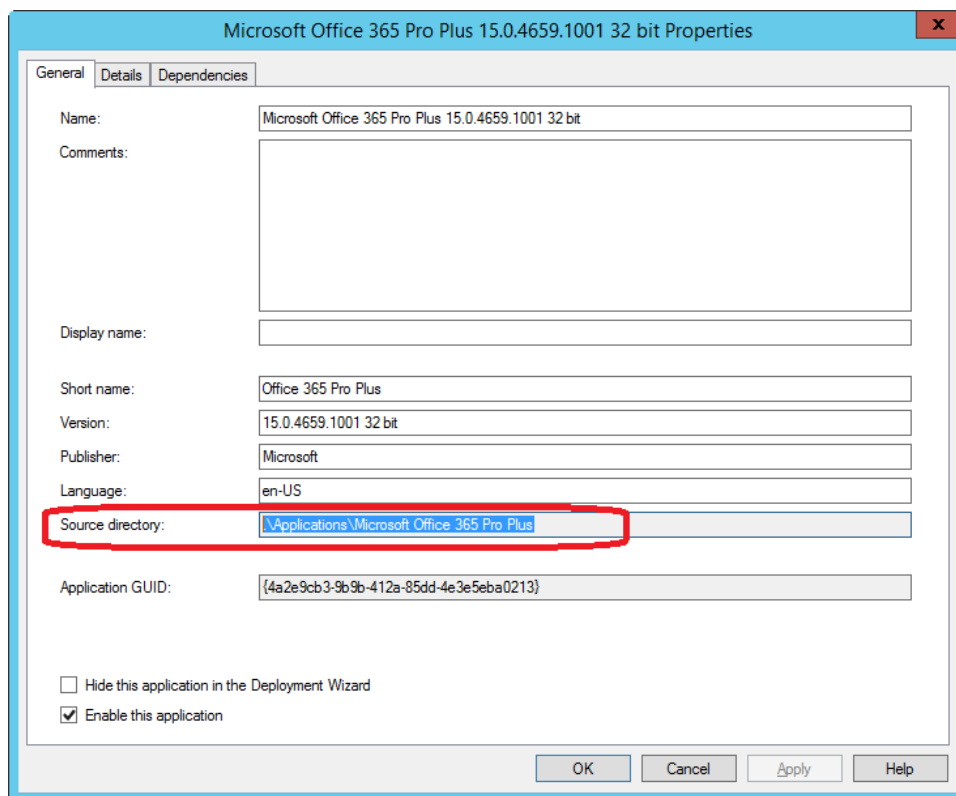 Microsoft Office 365 Pro Plus 15.0.4659.1001 32 bit Properties
x
General Details Dependencies
Name: Microsoft Office 365 Pro Plus 15.0.4659.1001 32 bit
Comments:
Display name:
Short name: Office 365 Pro Plus
Version: 15.0.4659.1001 32 bit
Publisher: Microsoft
Language: en-US
Source directory: .\Applications\Microsoft Office 365 Pro Plus
Application GUID: {4a2e9cb3-9b9b-412a-85dd-4e3e5eba0213}
Hide this application in the Deployment Wizard
Enable this application
OK Cancel Apply Help